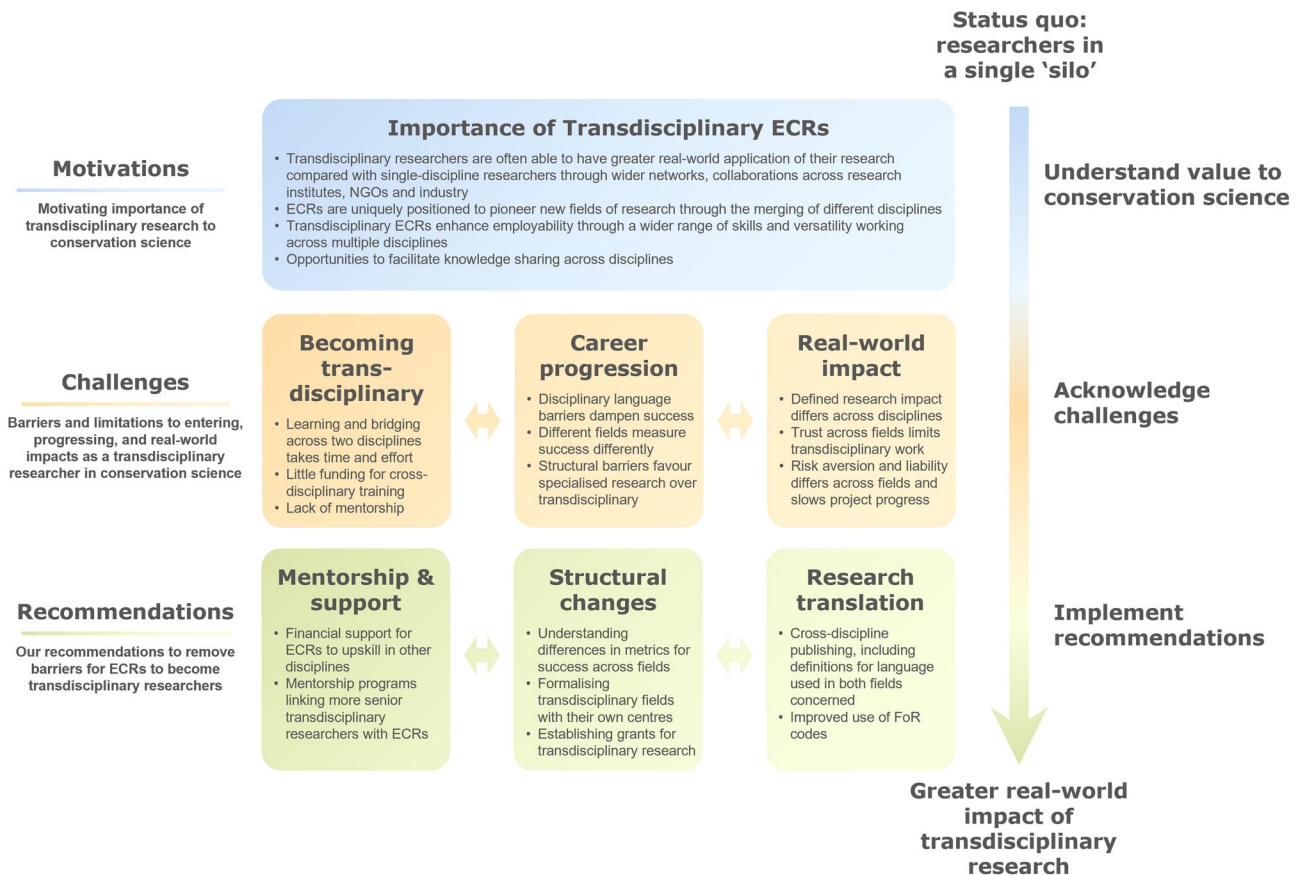 Status quo:
researchers in
a single ‘silo’
Motivations
Motivating importance of
transdisciplinary research to
conservation science
Importance of Transdisciplinary ECRs
• Transdisciplinary researchers are often able to have greater real-world application of their research
compared with single-discipline researchers through wider networks, collaborations across research
institutes, NGOs and industry
• ECRs are uniquely positioned to pioneer new fields of research through the merging of different disciplines
• Transdisciplinary ECRs enhance employability through a wider range of skills and versatility working
across multiple disciplines
• Opportunities to facilitate knowledge sharing across disciplines
Understand value to
conservation science
Challenges
Barriers and limitations to entering,
progressing, and real-world
impacts as a transdisciplinary
researcher in conservation science
Becoming
trans-
disciplinary
• Learning and bridging
across two disciplines
takes time and effort
• Little funding for cross-
disciplinary training
• Lack of mentorship
Career
progression
• Disciplinary language
barriers dampen success
• Different fields measure
success differently
• Structural barriers favour
specialised research over
transdisciplinary
Real-world
impact
• Defined research impact
differs across disciplines
• Trust across fields limits
transdisciplinary work
• Risk aversion and liability
differs across fields and
slows project progress
Acknowledge
challenges
Recommendations
Our recommendations to remove
barriers for ECRs to become
transdisciplinary researchers
Mentorship &
support
• Financial support for
ECRs to upskill in other
disciplines
• Mentorship programs
linking more senior
transdisciplinary
researchers with ECRs
Structural
changes
• Understanding
differences in metrics for
success across fields
• Formalising
transdisciplinary fields
with their own centres
• Establishing grants for
transdisciplinary research
Research
translation
• Cross-discipline
publishing, including
definitions for language
used in both fields
concerned
• Improved use of FoR
codes
Implement
recommendations
Greater real-world
impact of
transdisciplinary
research